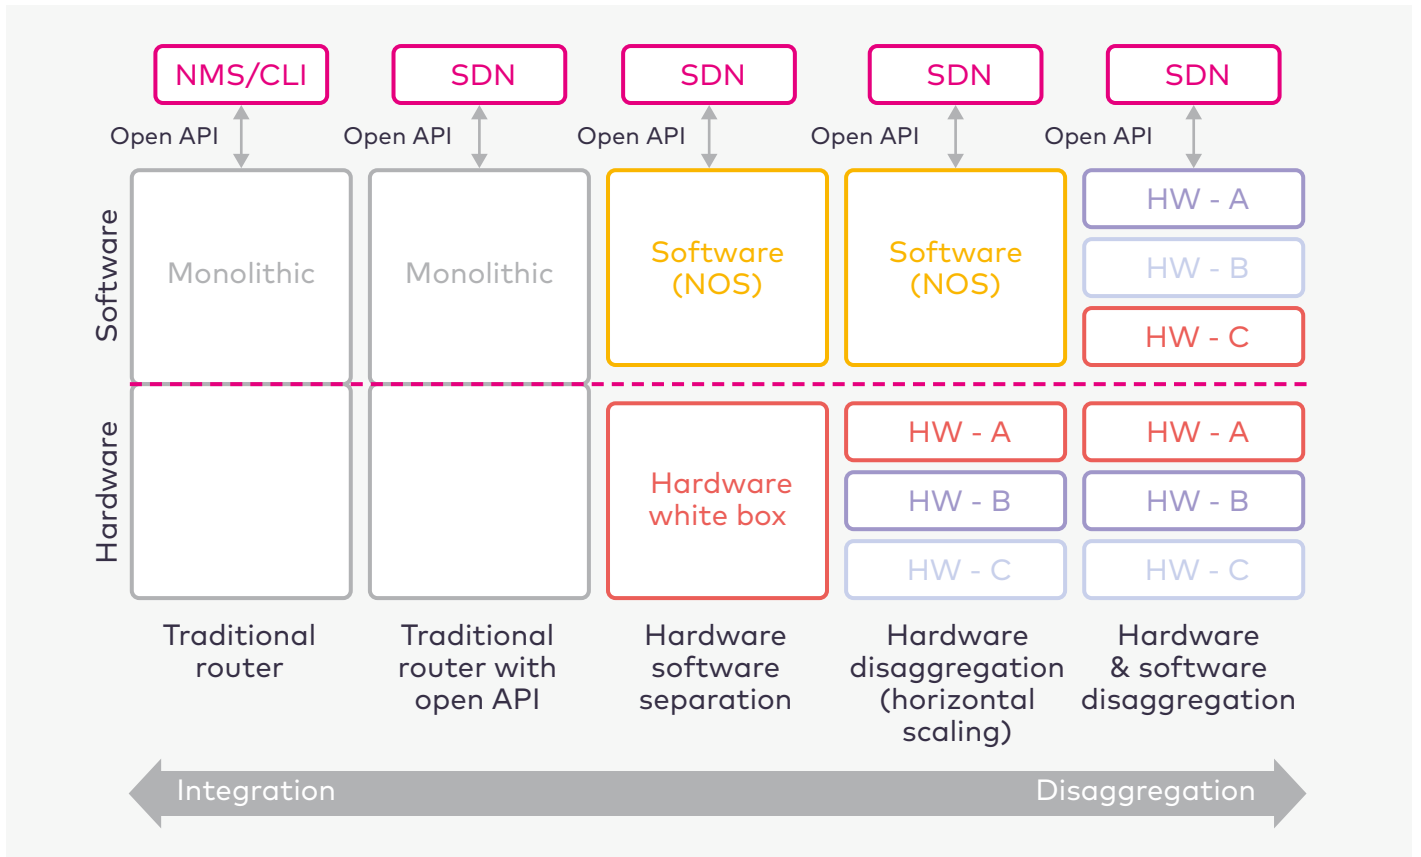 NMS/CLI
SDN
SDN
SDN
SDN
Open API
Open API
Open API
Open API
Open API
Software
Monolithic
Monolithic
Software
(NOS)
Software
(NOS)
HW - A
HW - B
HW - C
Hardware
Hardware
white box
HW - A
HW - B
HW - C
HW - A
HW - B
HW - C
Traditional
router
Traditional
router with
open API
Hardware
software
separation
Hardware
disaggregation
(horizontal
scaling)
Hardware
& software
disaggregation
Integration
Disaggregation